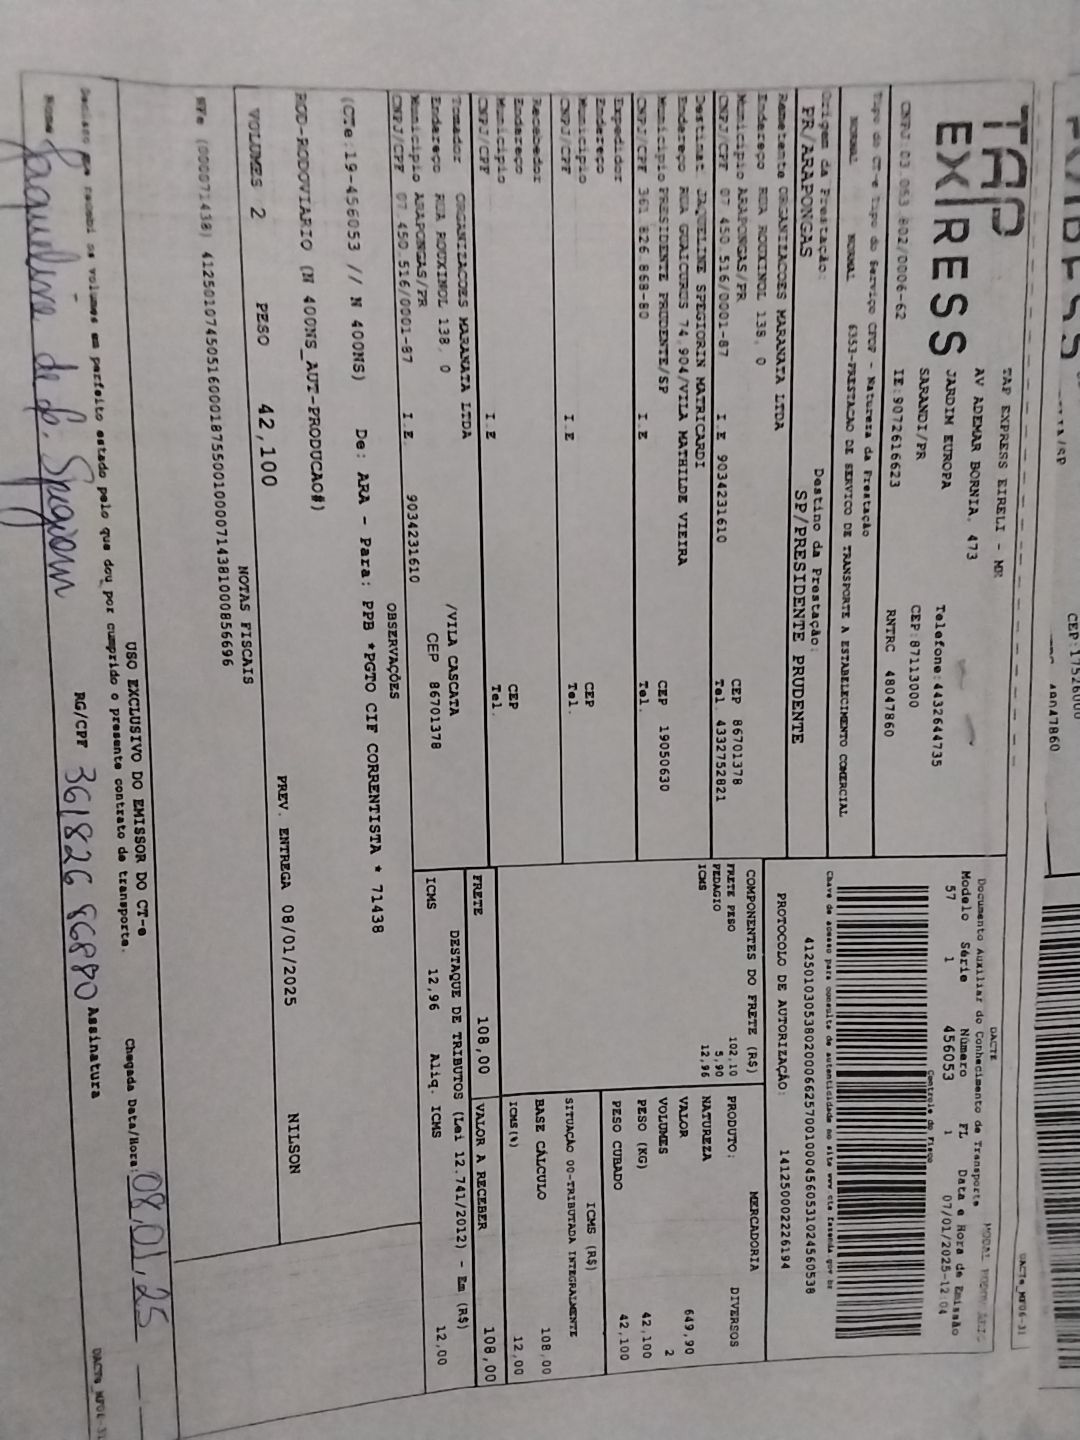 CEP:17526000
48047860
DACTe_MF06-31
TAP
EXPRESS
TAP EXPRESS EIRELI - ME
AV ADEMAR BORNIA, 473
JARDIM EUROPA
Telefone:4432644735
SARANDI/PR
CEP:87113000
CNPJ:03.053.802/0006-62
IE:9072616623
RNTRC 48047860
DACTE
Documento Auxiliar do Conhecimento de Transporte
Modelo Série Número FL Data e Hora de Emissão
57 1 456053 1 07/01/2025-12:04
Controle do Fisco
Tipo do CT-e Tipo do Serviço CFOP - Natureza da Prestação
NORMAL NORMAL 6353-PRESTACAO DE SERVICO DE TRANSPORTE A ESTABELECIMENTO COMERCIAL
Chave de acesso para consulta de autenticidade no site www.cte.fazenda.gov.br
41250103053802000662570010004560531024560538
Origem da Prestação: Destino da Prestação:
PR/ARAPONGAS SP/PRESIDENTE PRUDENTE
PROTOCOLO DE AUTORIZAÇÃO: 141250002226194
Remetente ORGANIZACOES MARANATA LTDA
Endereço RUA ROUXINOL 138, 0
Município ARAPONGAS/PR CEP 86701378
CNPJ/CPF 07.450.516/0001-87 I.E 9034231610 Tel. 4332752821
Destinat JAQUELINE SPEGIORIN MATRICARDI
Endereço RUA GUAICURUS 74,904/VILA MATHILDE VIEIRA
Município PRESIDENTE PRUDENTE/SP CEP 19050630
CNPJ/CPF 361.826.868-80 I.E Tel.
Expedidor
Endereço
Município CEP
CNPJ/CPF I.E Tel.
Recebedor
Endereço
Município CEP
CNPJ/CPF I.E Tel.
Tomador ORGANIZACOES MARANATA LTDA
Endereço RUA ROUXINOL 138, 0 /VILA CASCATA
Município ARAPONGAS/PR CEP 86701378
CNPJ/CPF 07.450.516/0001-87 I.E 9034231610
COMPONENTES DO FRETE (R$)
FRETE PESO 102,10
PEDAGIO 5,90
ICMS 12,96
MERCADORIA
PRODUTO: DIVERSOS
NATUREZA
VALOR 649,90
VOLUMES 2
PESO (KG) 42,100
PESO CUBADO 42,100
ICMS (R$)
SITUAÇÃO 00-TRIBUTADA INTEGRALMENTE
BASE CÁLCULO 108,00
ICMS(%) 12,00
FRETE 108,00 VALOR A RECEBER 108,00
DESTAQUE DE TRIBUTOS (Lei 12.741/2012) - Em (R$)
ICMS 12,96 Aliq. ICMS 12,00
OBSERVAÇÕES
(CTe:19-456053 // N 400NS) De: ARA - Para: PPB *PGTO CIF CORRENTISTA * 71438
ROD-RODOVIARIO (N 400NS_AUT-PRODUCAO#)
VOLUMES 2 PESO 42,100 PREV. ENTREGA 08/01/2025 NILSON
NOTAS FISCAIS
NFe (000071438) 41250107450516000187550010000714381000856696
USO EXCLUSIVO DO EMISSOR DO CT-e
Declaro que recebi os volumes em perfeito estado pelo que dou por cumprido o presente contrato de transporte.
Chegada Data/Hora: 08,01,25
Nome Jaqueline de A. Spegiorin RG/CPF 361826 86880 Assinatura
DACTe_MF06-31